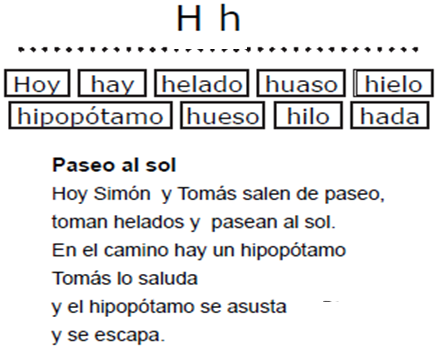 H h
Hoy hay helado huaso hielo
hipopótamo hueso hilo hada
Paseo al sol
Hoy Simón y Tomás salen de paseo,
toman helados y pasean al sol.
En el camino hay un hipopótamo
Tomás lo saluda
y el hipopótamo se asusta
y se escapa.